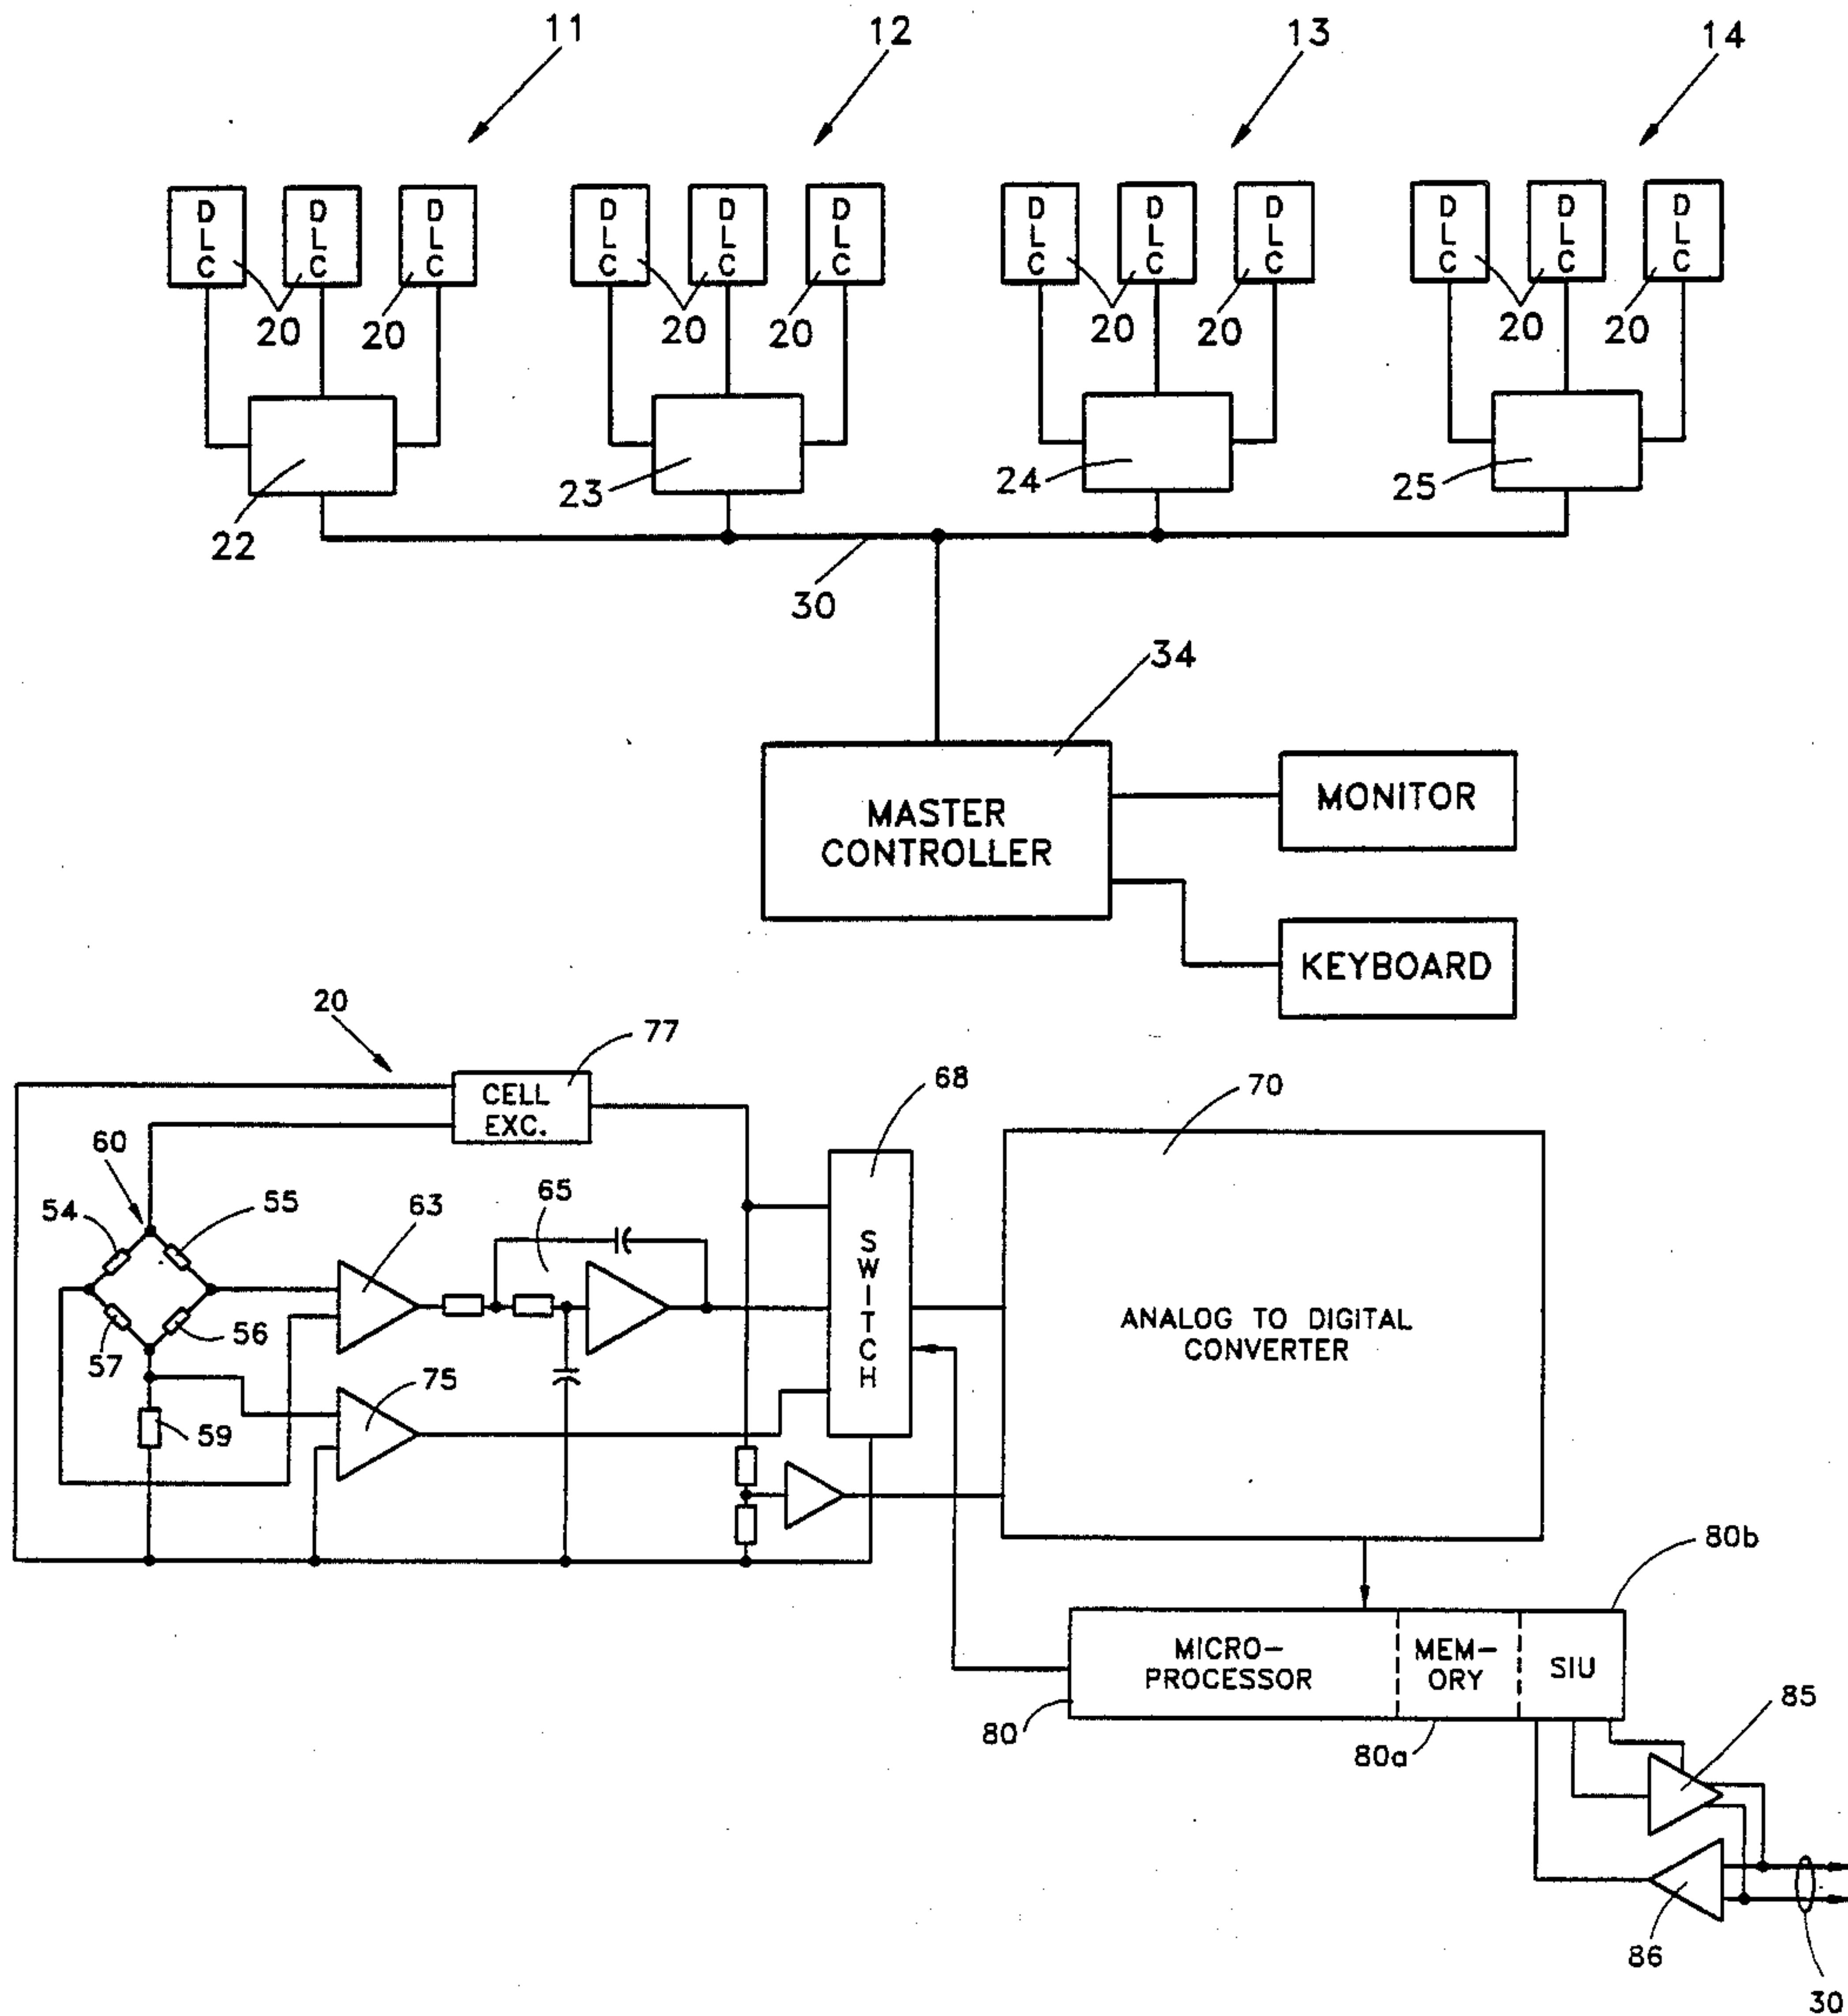 11 12 13 14
D L C D L C D L C D L C D L C D L C D L C D L C D L C D L C D L C D L C
20 20 20 20 20 20 20 20
22 23 24 25
30
34
MASTER
CONTROLLER
MONITOR
KEYBOARD
20
77
CELL
EXC.
68
70
60
54
55
63
65
SWITCH
ANALOG TO DIGITAL
CONVERTER
57
56
75
59
80b
MICRO-
PROCESSOR
MEM-
ORY
SIU
80
80a
85
86
30